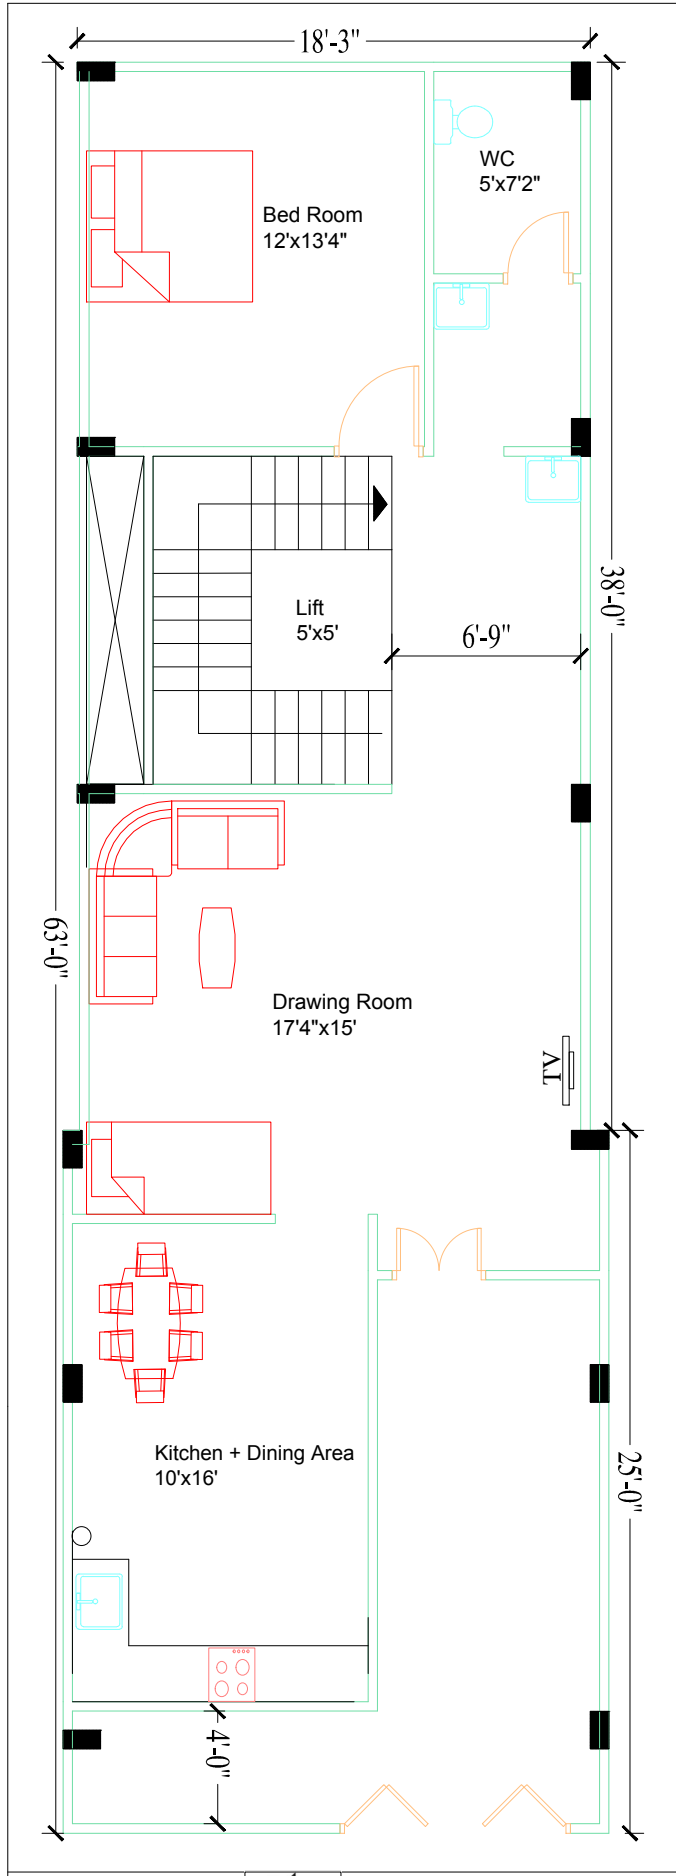 18'-3"
WC
5'x7'2"
Bed Room
12'x13'4"
38'-0"
Lift
5'x5'
6'-9"
63'-0"
Drawing Room
17'4"x15'
TV
Kitchen + Dining Area
10'x16'
25'-0"
4'-0"